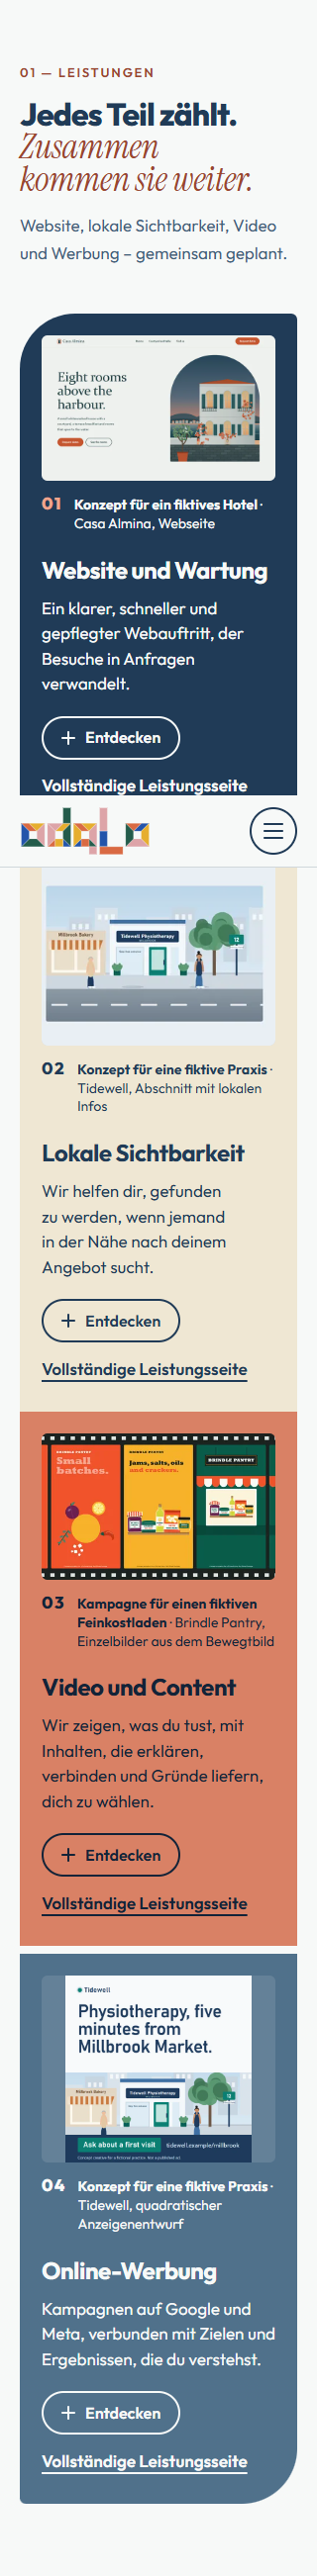 01 — LEISTUNGEN
Jedes Teil zählt.
Zusammen
kommen sie weiter.
Website, lokale Sichtbarkeit, Video
und Werbung – gemeinsam geplant.
Casa Almina
Eight rooms
above the
harbour.
01 Konzept für ein fiktives Hotel ·
Casa Almina, Webseite
Website und Wartung
Ein klarer, schneller und
gepflegter Webauftritt, der
Besuche in Anfragen
verwandelt.
+ Entdecken
Vollständige Leistungsseite
odalo
Millbrook Bakery
Tidewell Physiotherapy
12
02 Konzept für eine fiktive Praxis ·
Tidewell, Abschnitt mit lokalen
Infos
Lokale Sichtbarkeit
Wir helfen dir, gefunden
zu werden, wenn jemand
in der Nähe nach deinem
Angebot sucht.
+ Entdecken
Vollständige Leistungsseite
BRINDLE PANTRY
Small
batches.
BRINDLE PANTRY
Jams, salts, oils
and crackers.
BRINDLE PANTRY
03 Kampagne für einen fiktiven
Feinkostladen · Brindle Pantry,
Einzelbilder aus dem Bewegtbild
Video und Content
Wir zeigen, was du tust, mit
Inhalten, die erklären,
verbinden und Gründe liefern,
dich zu wählen.
+ Entdecken
Vollständige Leistungsseite
Tidewell
Physiotherapy, five
minutes from
Millbrook Market.
Millbrook Bakery
Tidewell Physiotherapy
12
Ask about a first visit
tidewell.example/millbrook
04 Konzept für eine fiktive Praxis ·
Tidewell, quadratischer
Anzeigenentwurf
Online-Werbung
Kampagnen auf Google und
Meta, verbunden mit Zielen und
Ergebnissen, die du verstehst.
+ Entdecken
Vollständige Leistungsseite